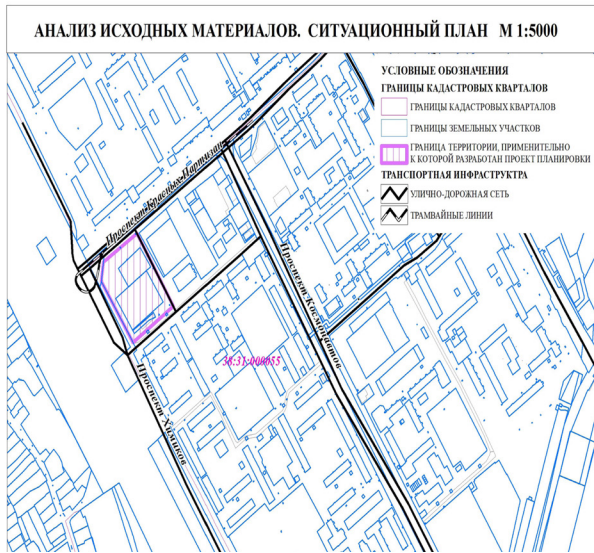 АНАЛИЗ ИСХОДНЫХ МАТЕРИАЛОВ. СИТУАЦИОННЫЙ ПЛАН М 1:5000
УСЛОВНЫЕ ОБОЗНАЧЕНИЯ
ГРАНИЦЫ КАДАСТРОВЫХ КВАРТАЛОВ
ГРАНИЦЫ КАДАСТРОВЫХ КВАРТАЛОВ
ГРАНИЦЫ ЗЕМЕЛЬНЫХ УЧАСТКОВ
ГРАНИЦА ТЕРРИТОРИИ, ПРИМЕНИТЕЛЬНО
К КОТОРОЙ РАЗРАБОТАН ПРОЕКТ ПЛАНИРОВКИ
ТРАНСПОРТНАЯ ИНФРАСТРУКТРА
УЛИЧНО-ДОРОЖНАЯ СЕТЬ
ТРАМВАЙНЫЕ ЛИНИИ
Проспект Красных Партизан
Проспект Космонавтов
38:31:000055
Проспект Химиков